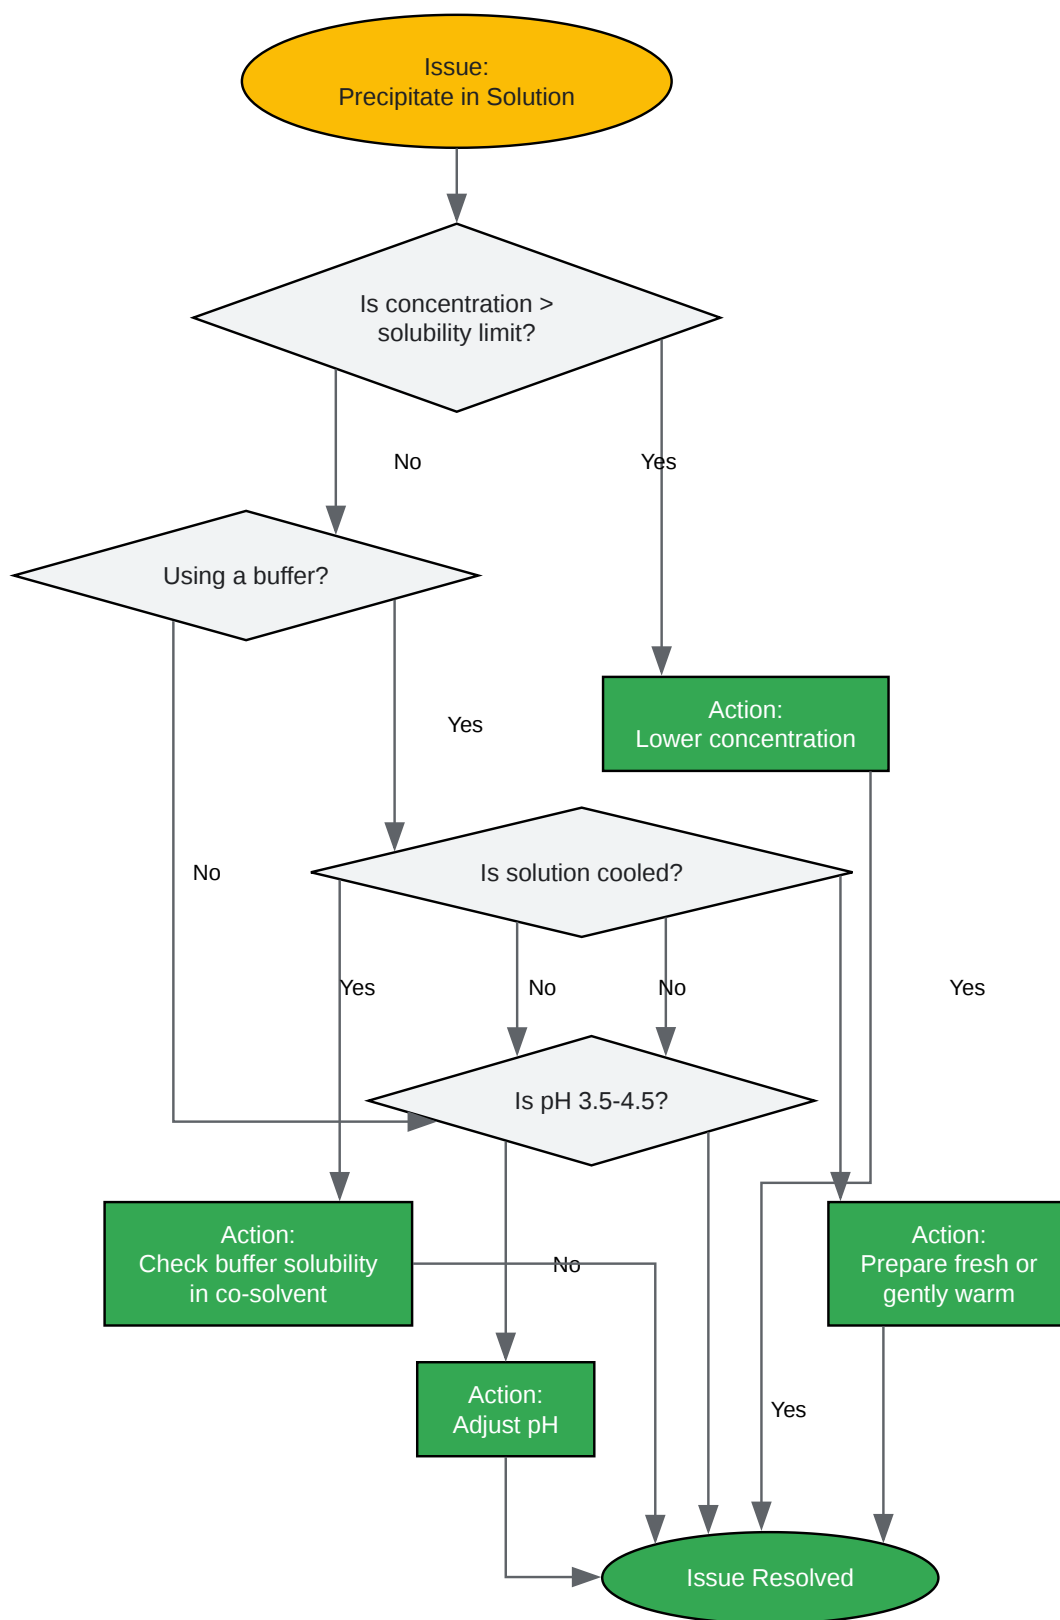 Issue:
Precipitate in Solution
Is concentration >
solubility limit?
No
Yes
Using a buffer?
Action:
Lower concentration
Yes
No
Is solution cooled?
Yes
No
No
Yes
Is pH 3.5-4.5?
Action:
Check buffer solubility
in co-solvent
No
Action:
Prepare fresh or
gently warm
Action:
Adjust pH
Yes
Issue Resolved